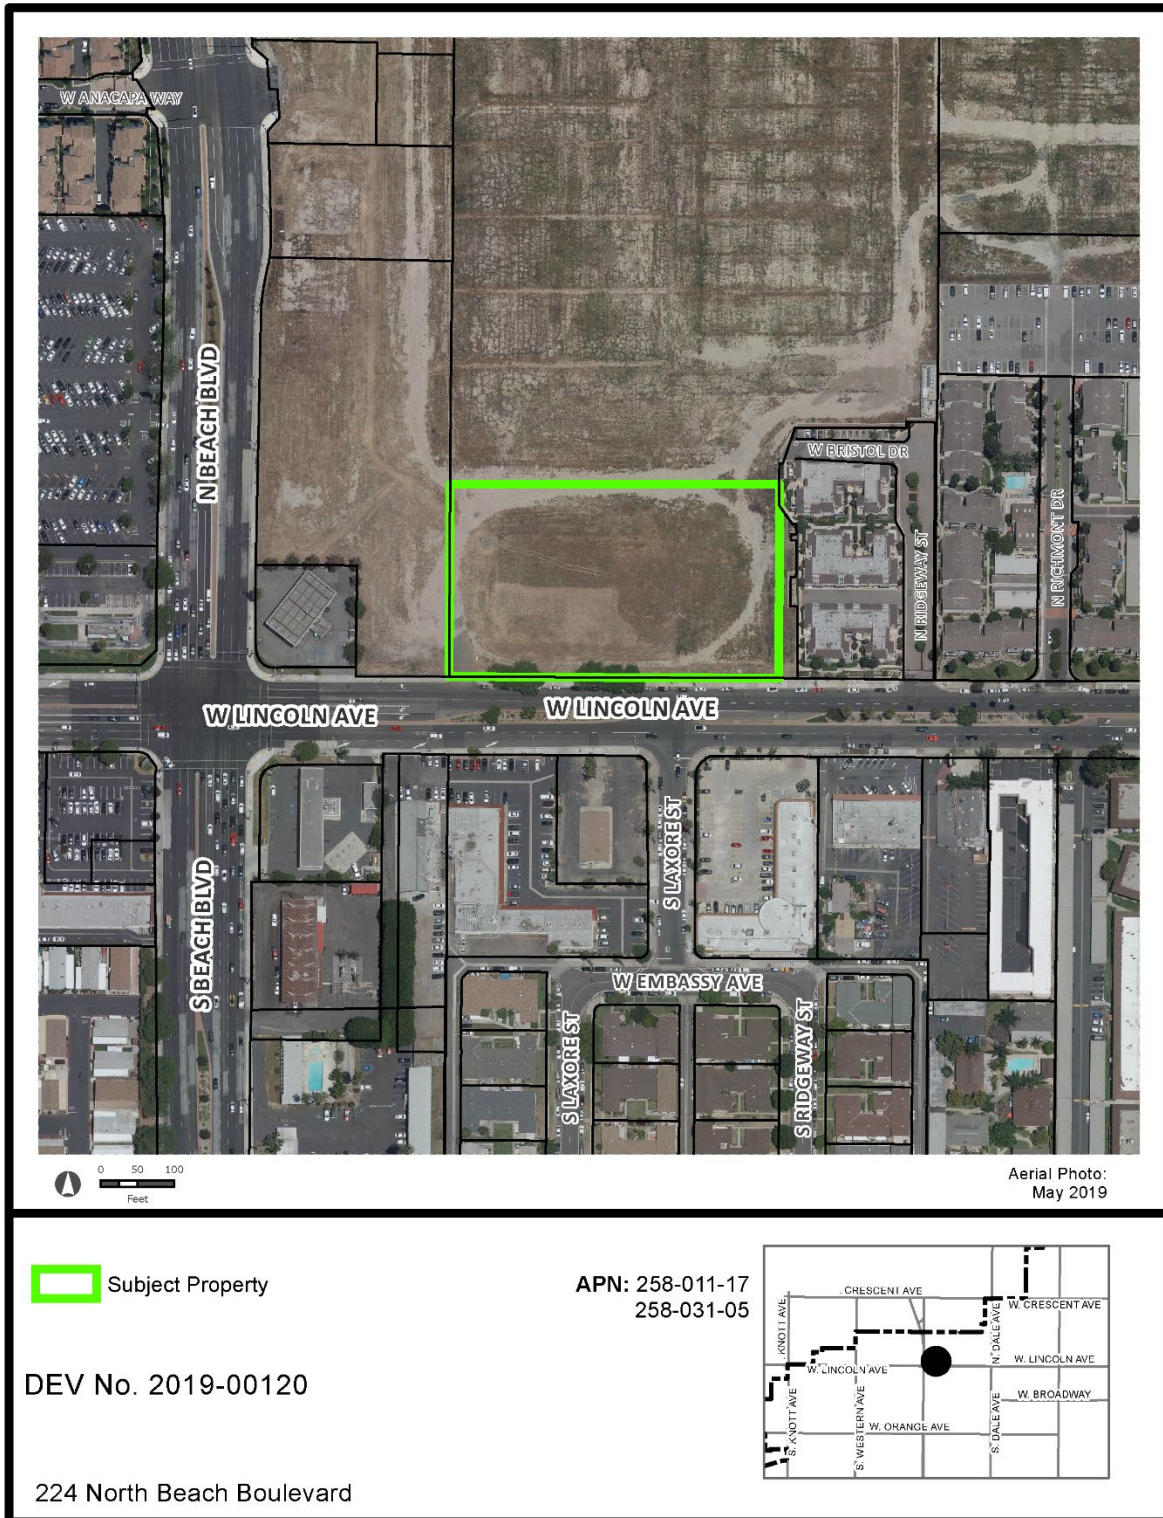 W ANACAPA WAY
N BEACH BLVD
W BRISTOL DR
N RIDGEWAY ST
N RICHMONT DR
W LINCOLN AVE
W LINCOLN AVE
S BEACH BLVD
S LAXORE ST
W EMBASSY AVE
S LAXORE ST
S RIDGEWAY ST
0 50 100
Feet
Aerial Photo:
May 2019
Subject Property
APN: 258-011-17
258-031-05
DEV No. 2019-00120
224 North Beach Boulevard
. CRESCENT AVE
W. CRESCENT AVE
. KNOTT AVE
N. DALE AVE
W. LINCOLN AVE
W. LINCOLN AVE
W. BROADWAY
S. KNOTT AVE
S. WESTERN AVE
W. ORANGE AVE
S. DALE AVE